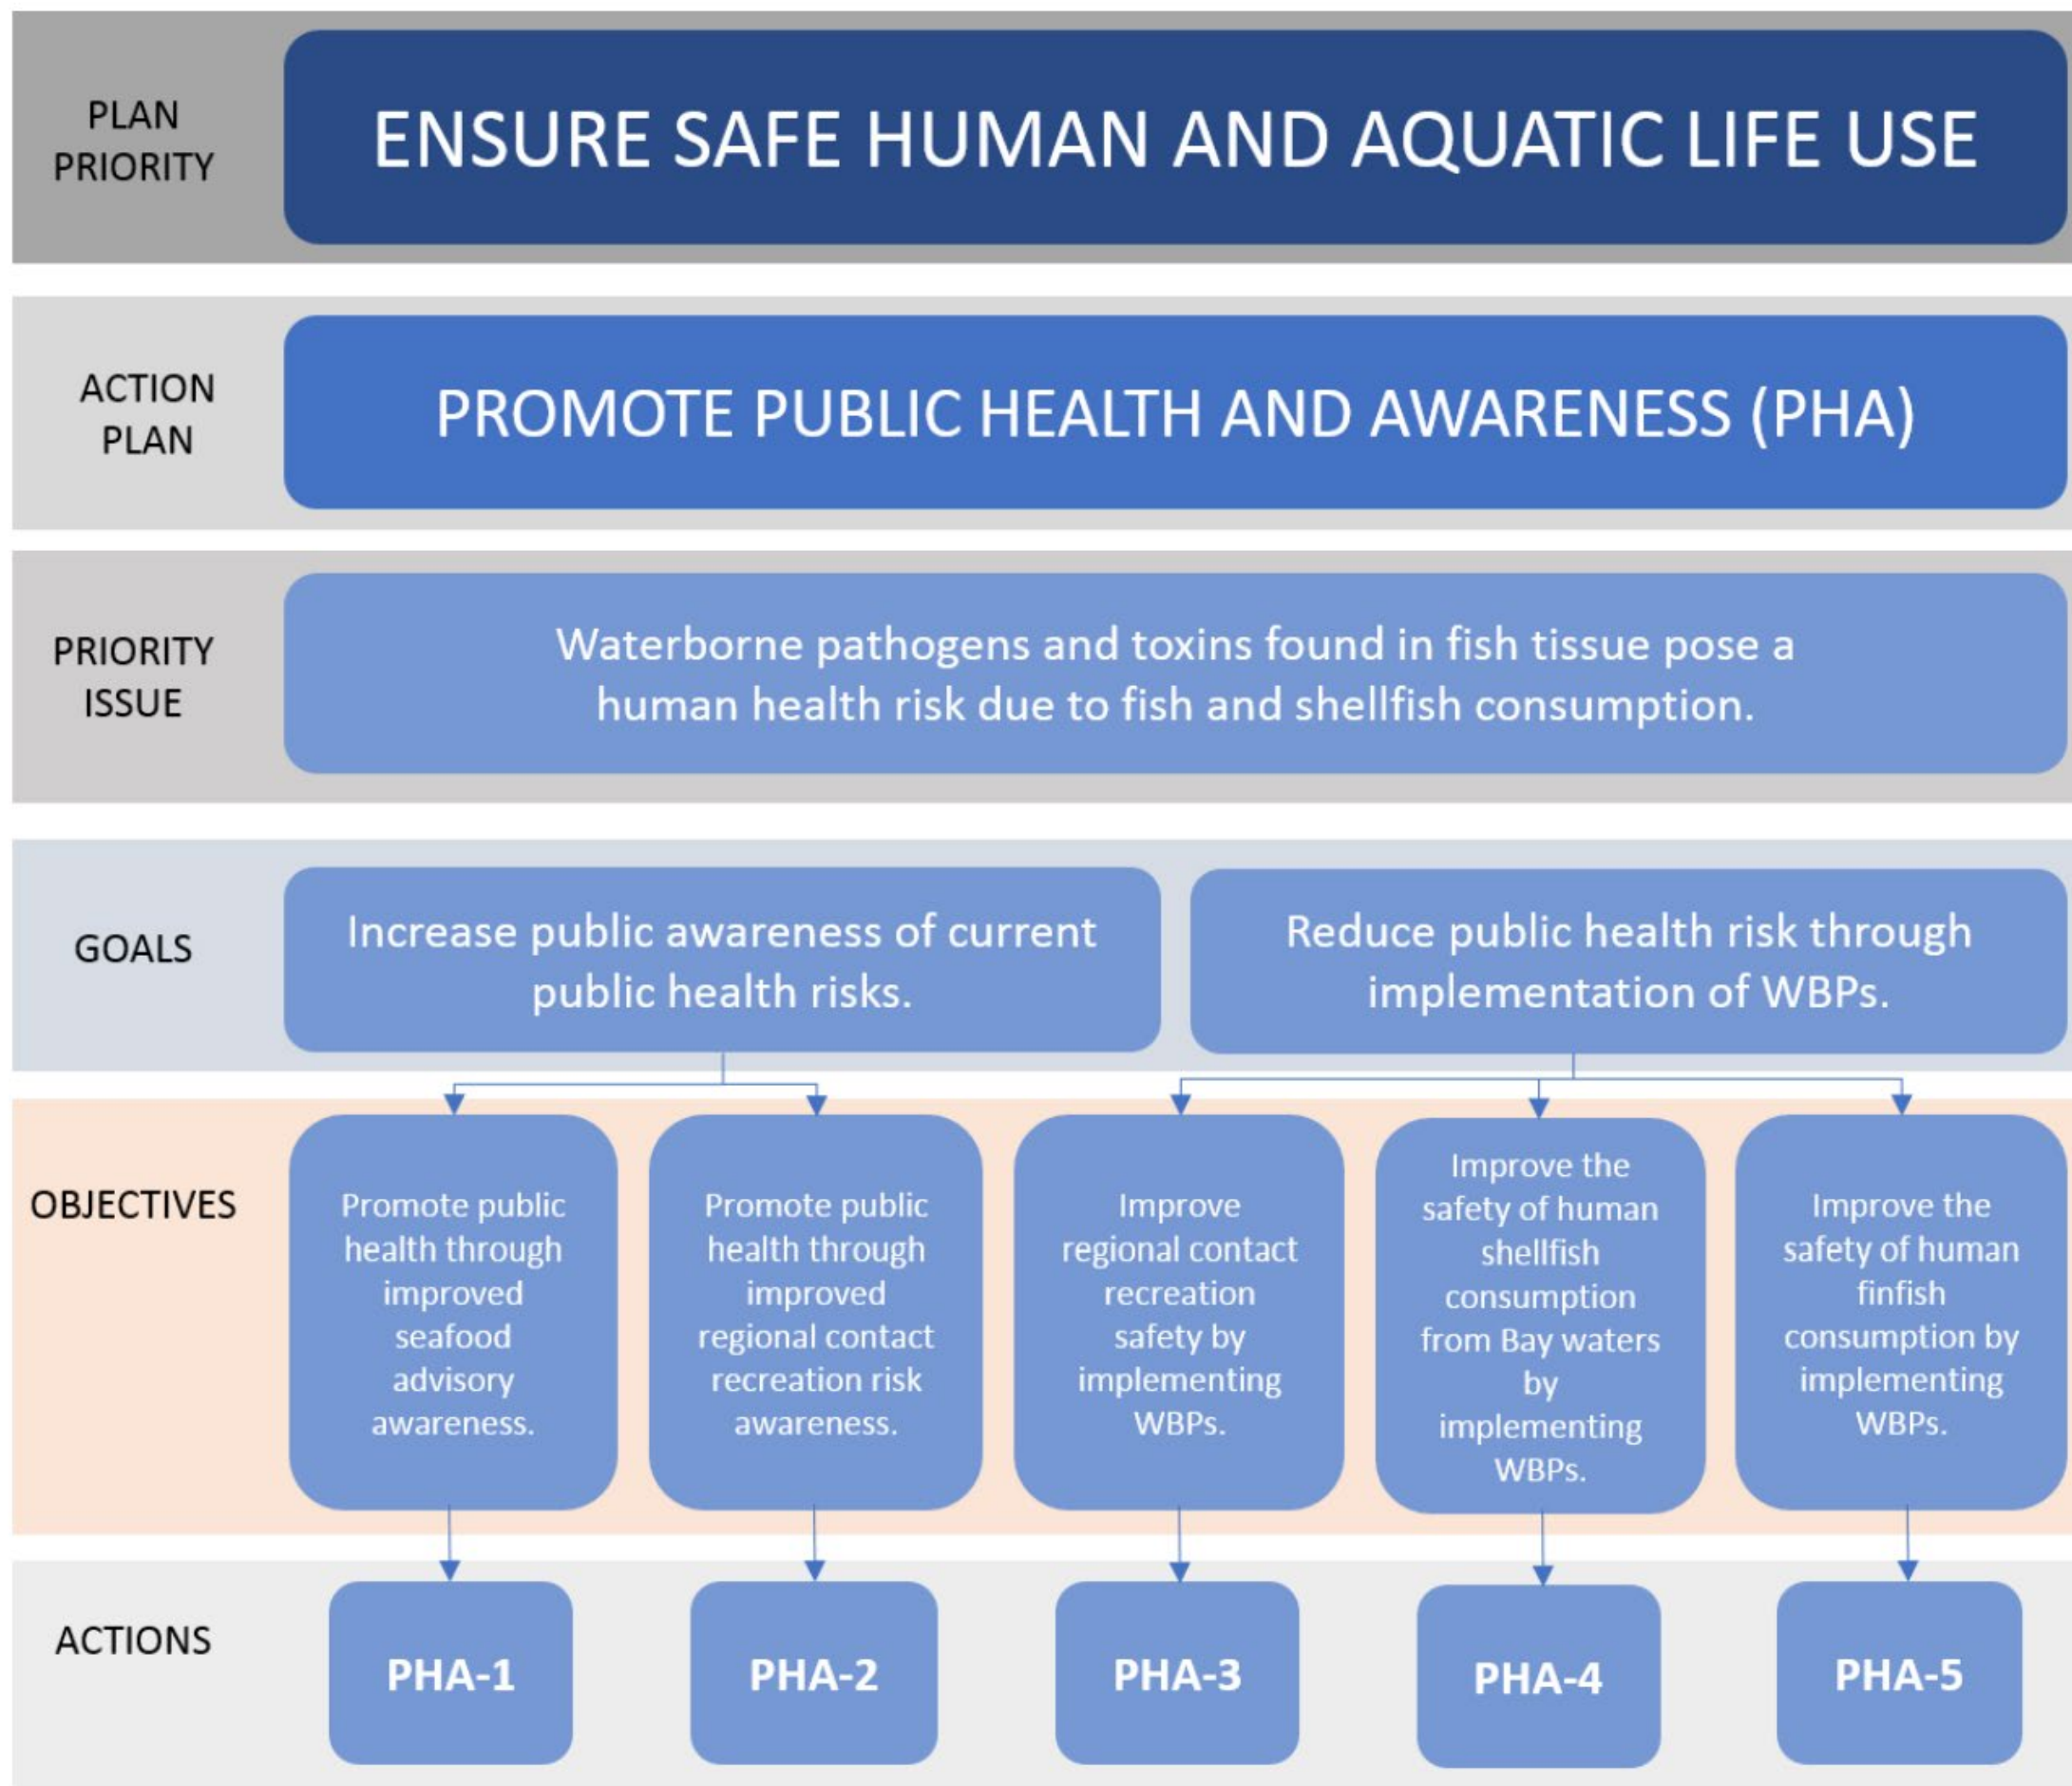 PLAN
PRIORITY
ENSURE SAFE HUMAN AND AQUATIC LIFE USE
ACTION
PLAN
PROMOTE PUBLIC HEALTH AND AWARENESS (PHA)
PRIORITY
ISSUE
Waterborne pathogens and toxins found in fish tissue pose a
human health risk due to fish and shellfish consumption.
GOALS
Increase public awareness of current
public health risks.
Reduce public health risk through
implementation of WBPs.
OBJECTIVES
Promote public
health through
improved
seafood
advisory
awareness.
Promote public
health through
improved
regional contact
recreation risk
awareness.
Improve
regional contact
recreation
safety by
implementing
WBPs.
Improve the
safety of human
shellfish
consumption
from Bay waters
by
implementing
WBPs.
Improve the
safety of human
finfish
consumption by
implementing
WBPs.
ACTIONS
PHA-1
PHA-2
PHA-3
PHA-4
PHA-5